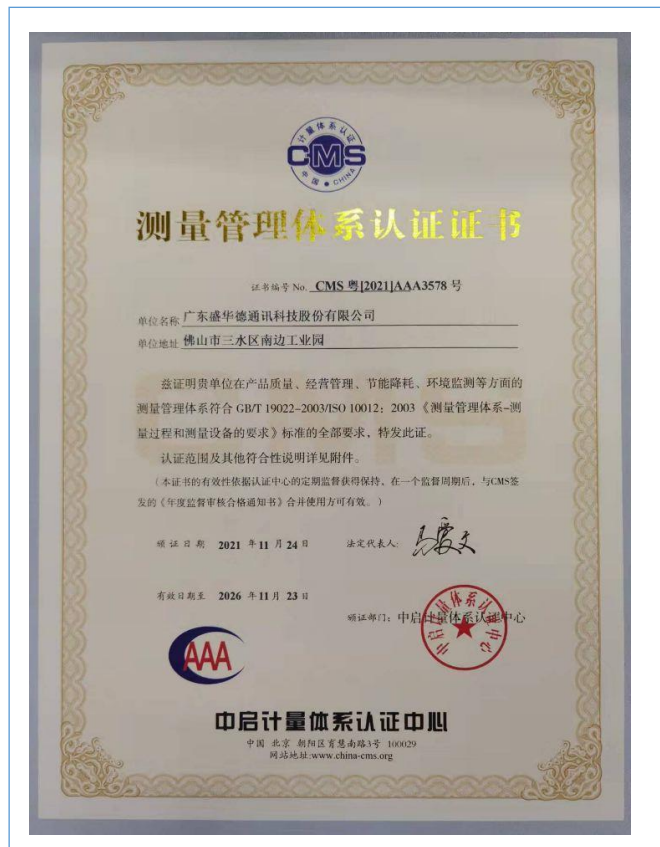 计量体系认证
CMS
中国 CHINA
测量管理体系认证证书
证书编号 No. CMS 粤[2021]AAA3578 号
单位名称 广东盛华德通讯科技股份有限公司
单位地址 佛山市三水区南边工业园
兹证明贵单位在产品质量、经营管理、节能降耗、环境监测等方面的
测量管理体系符合 GB/T 19022-2003/ISO 10012: 2003 《测量管理体系-测
量过程和测量设备的要求》标准的全部要求，特发此证。
认证范围及其他符合性说明详见附件。
（本证书的有效性依据认证中心的定期监督获得保持，在一个监督周期后，与CMS签
发的《年度监督审核合格通知书》合并使用方可有效。）
颁证日期 2021 年 11 月 24 日 法定代表人:
有效日期至 2026 年 11 月 23 日
颁证部门: 中启计量体系认证中心
中启计量体系认证中心
AAA
中启计量体系认证中心
中国 北京 朝阳区育慧南路3号 100029
网站地址:www.china-cms.org